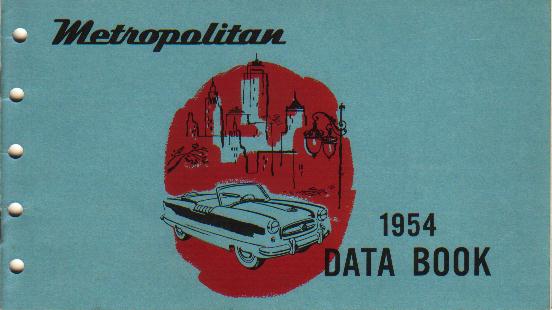 Metropolitan
1954
DATA BOOK